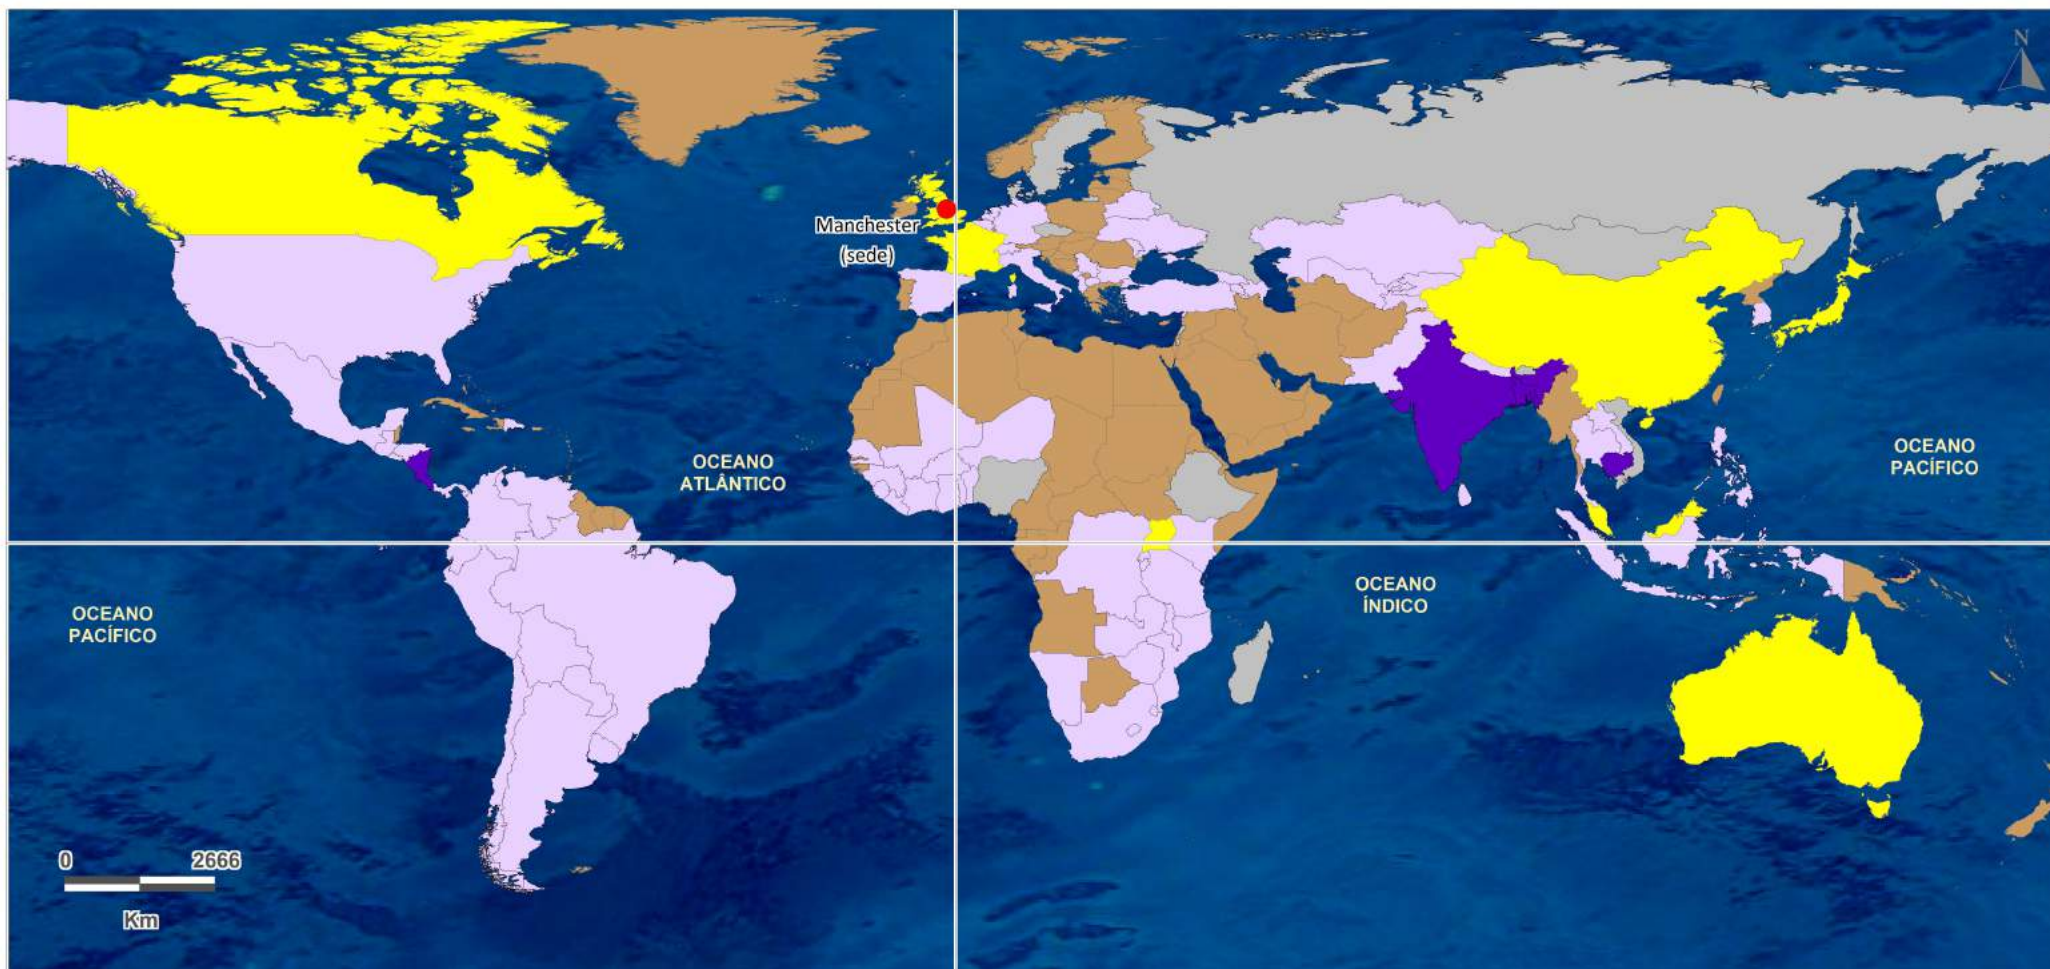 N
Manchester
(sede)
OCEANO
ATLÂNTICO
OCEANO
PACÍFICO
OCEANO
ÍNDICO
OCEANO
PACÍFICO
0 2666
Km